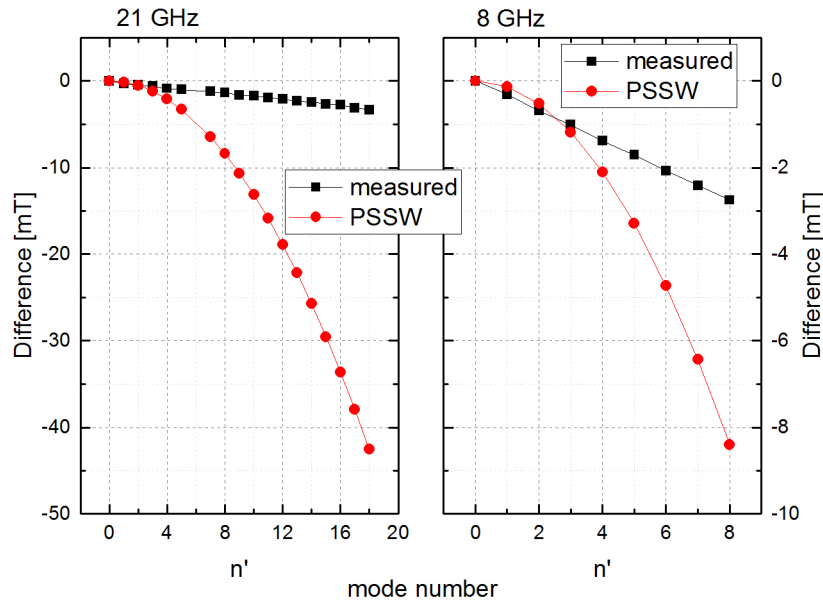 21 GHz
8 GHz
measured
PSSW
measured
PSSW
Difference [mT]
Difference [mT]
0
-10
-20
-30
-40
-50
0
-2
-4
-6
-8
-10
0 4 8 12 16 20
0 2 4 6 8
n' n'
mode number